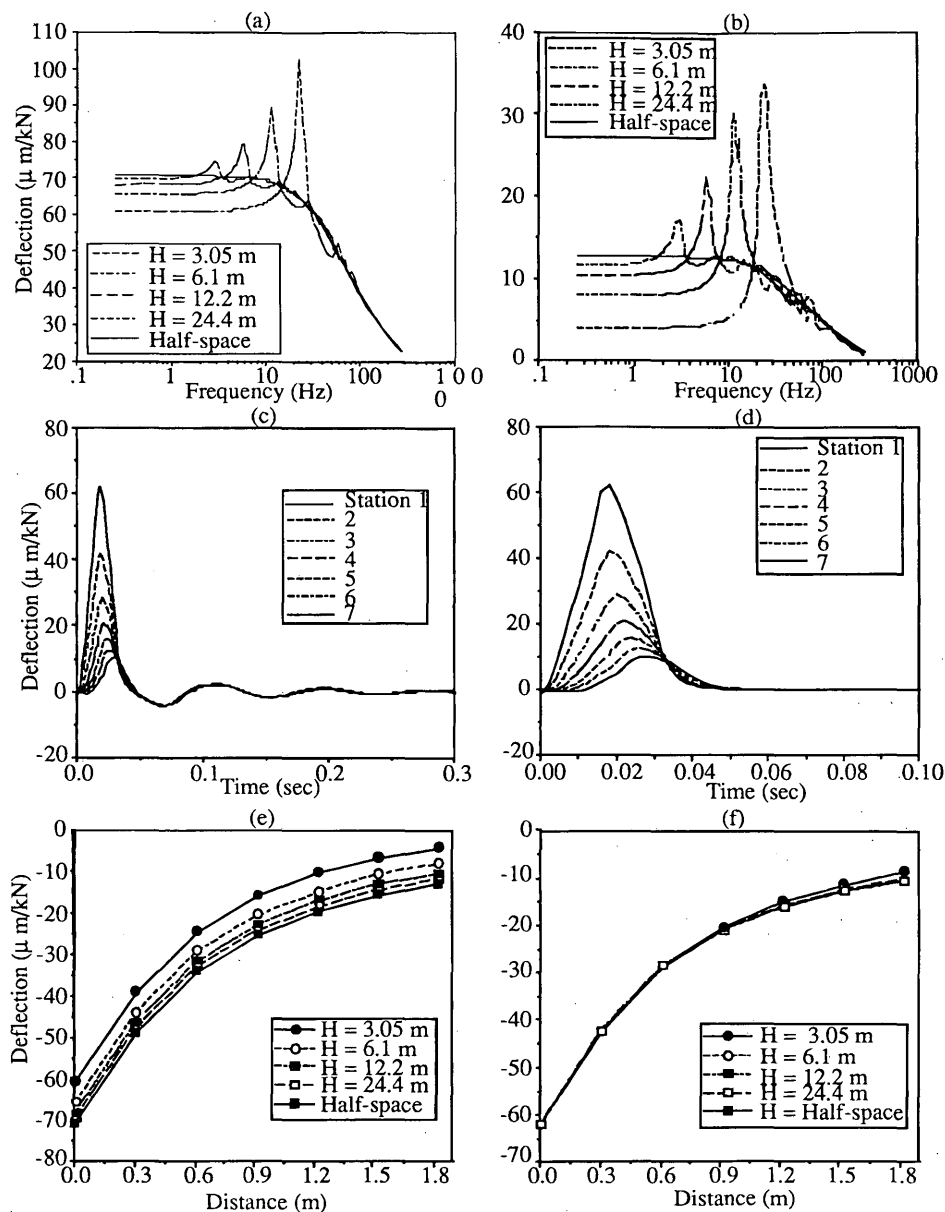 (a)
Deflection (μ m/kN)
110
100
90
80
70
60
50
40
30
20
H = 3.05 m
H = 6.1 m
H = 12.2 m
H = 24.4 m
Half-space
.1
1
10
1 0 0
0
Frequency (Hz)
(b)
40
30
20
10
0
H = 3.05 m
H = 6.1 m
H = 12.2 m
H = 24.4 m
Half-space
.1
1
10
100
1000
Frequency (Hz)
(c)
Deflection (μ m/kN)
80
60
40
20
0
-20
Station 1
2
3
4
5
6
7
0.0
0.1
0.2
0.3
Time (sec)
(d)
80
60
40
20
0
-20
Station 1
2
3
4
5
6
7
0.00
0.02
0.04
0.06
0.08
0.10
Time (sec)
(e)
Deflection (μ m/kN)
0
-10
-20
-30
-40
-50
-60
-70
-80
H = 3.05 m
H = 6.1 m
H = 12.2 m
H = 24.4 m
Half-space
0.0
0.3
0.6
0.9
1.2
1.5
1.8
Distance (m)
(f)
0
-10
-20
-30
-40
-50
-60
-70
H = 3.05 m
H = 6.1 m
H = 12.2 m
H = 24.4 m
H = Half-space
0.0
0.3
0.6
0.9
1.2
1.5
1.8
Distance (m)